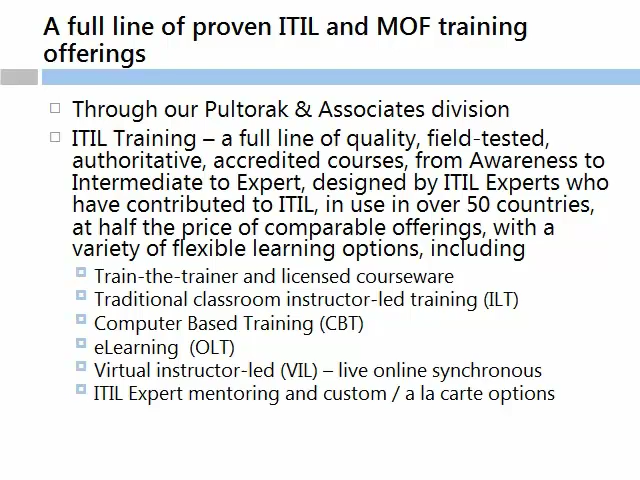 A full line of proven ITIL and MOF training
offerings
Through our Pultorak & Associates division
ITIL Training – a full line of quality, field-tested,
authoritative, accredited courses, from Awareness to
Intermediate to Expert, designed by ITIL Experts who
have contributed to ITIL, in use in over 50 countries,
at half the price of comparable offerings, with a
variety of flexible learning options, including
Train-the-trainer and licensed courseware
Traditional classroom instructor-led training (ILT)
Computer Based Training (CBT)
eLearning (OLT)
Virtual instructor-led (VIL) – live online synchronous
ITIL Expert mentoring and custom / a la carte options